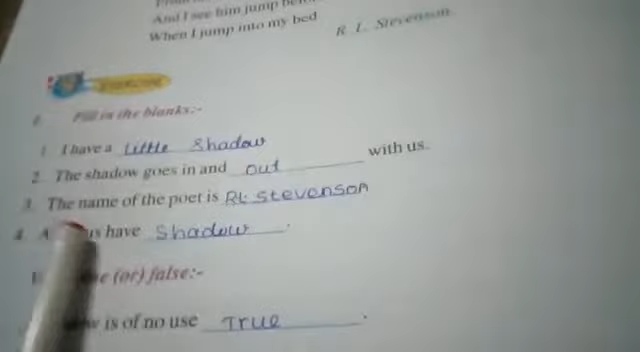 And I see him jump
When I jump into my bed
R. L. Stevenson
Exercise
I Fill in the blanks:-
1. I have a Little Shadow
2. The shadow goes in and out with us.
3. The name of the poet is RL. Stevenson
4. A us have Shadow .
(or) false:-
is of no use True .